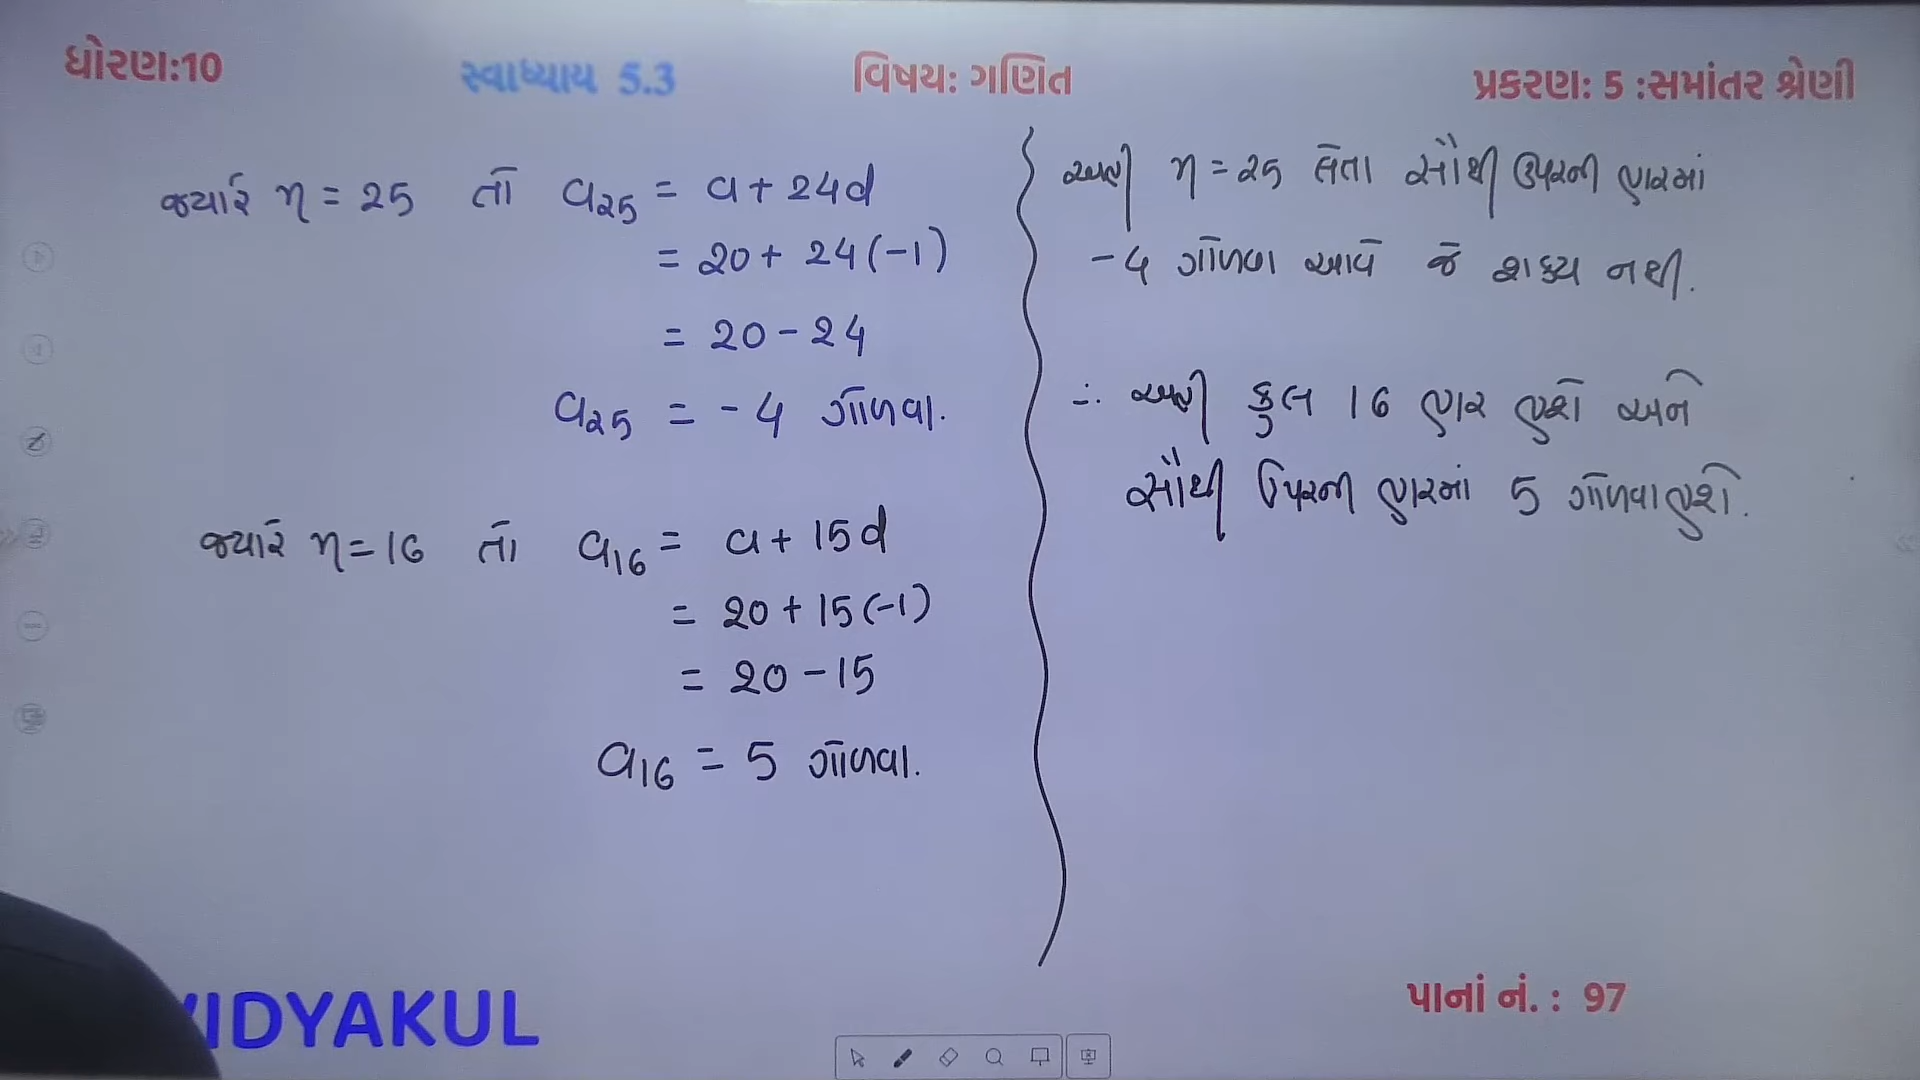 ધોરણ:10 સ્વાધ્યાય 5.3 વિષય: ગણિત પ્રકરણ: 5 :સમાંતર શ્રેણી
જ્યારે n = 25 તો a25 = a + 24d
= 20 + 24(-1)
= 20 - 24
a25 = - 4 ગોળવા.
જ્યારે n = 16 તો a16 = a + 15d
= 20 + 15(-1)
= 20 - 15
a16 = 5 ગોળવા.
અહી n = 25 લેતા સૌથી ઉપરની હારમાં
- 4 ગોળવા આવે જે શક્ય નથી.
∴ અહી કુલ 16 હાર હશે અને
સૌથી ઉપરની હારમાં 5 ગોળવા હશે.
VIDYAKUL
પાનાં નં. : 97